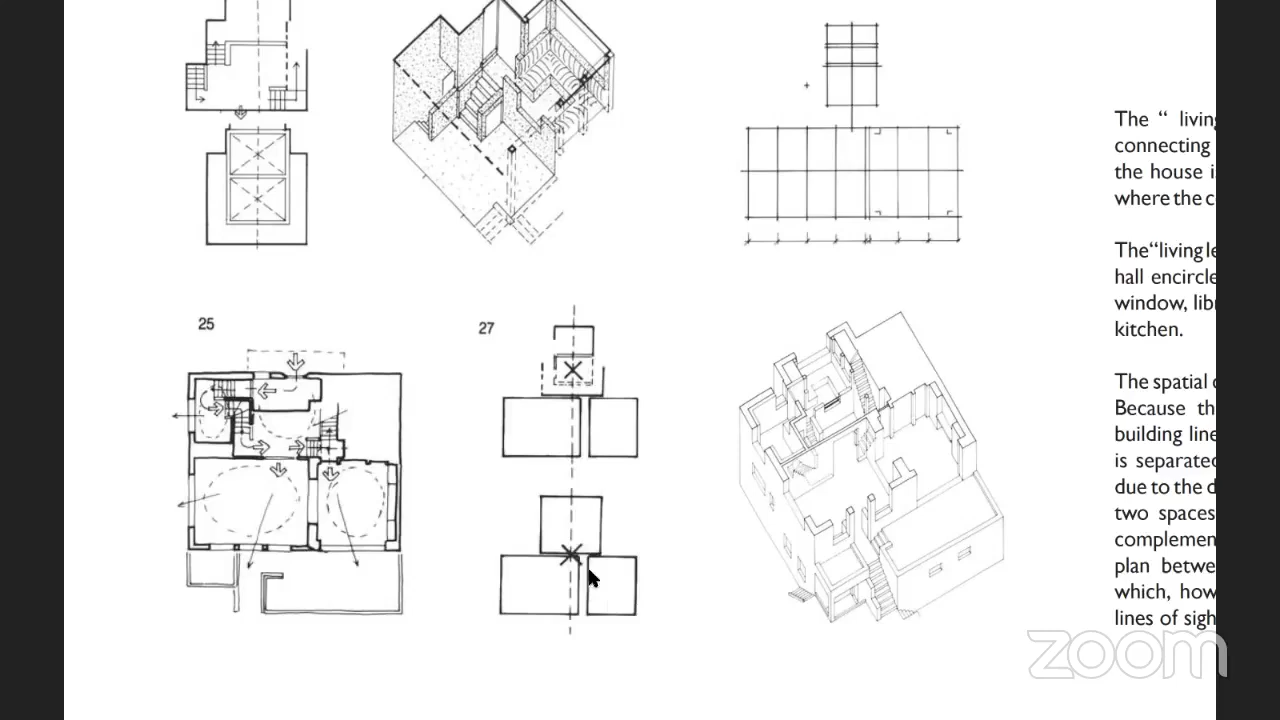 25
27
The “ living
connecting
the house i
where the c
The“living le
hall encircle
window, libr
kitchen.
The spatial
Because th
building line
is separated
due to the d
two spaces
complemen
plan betwe
which, how
lines of sigh
zoom